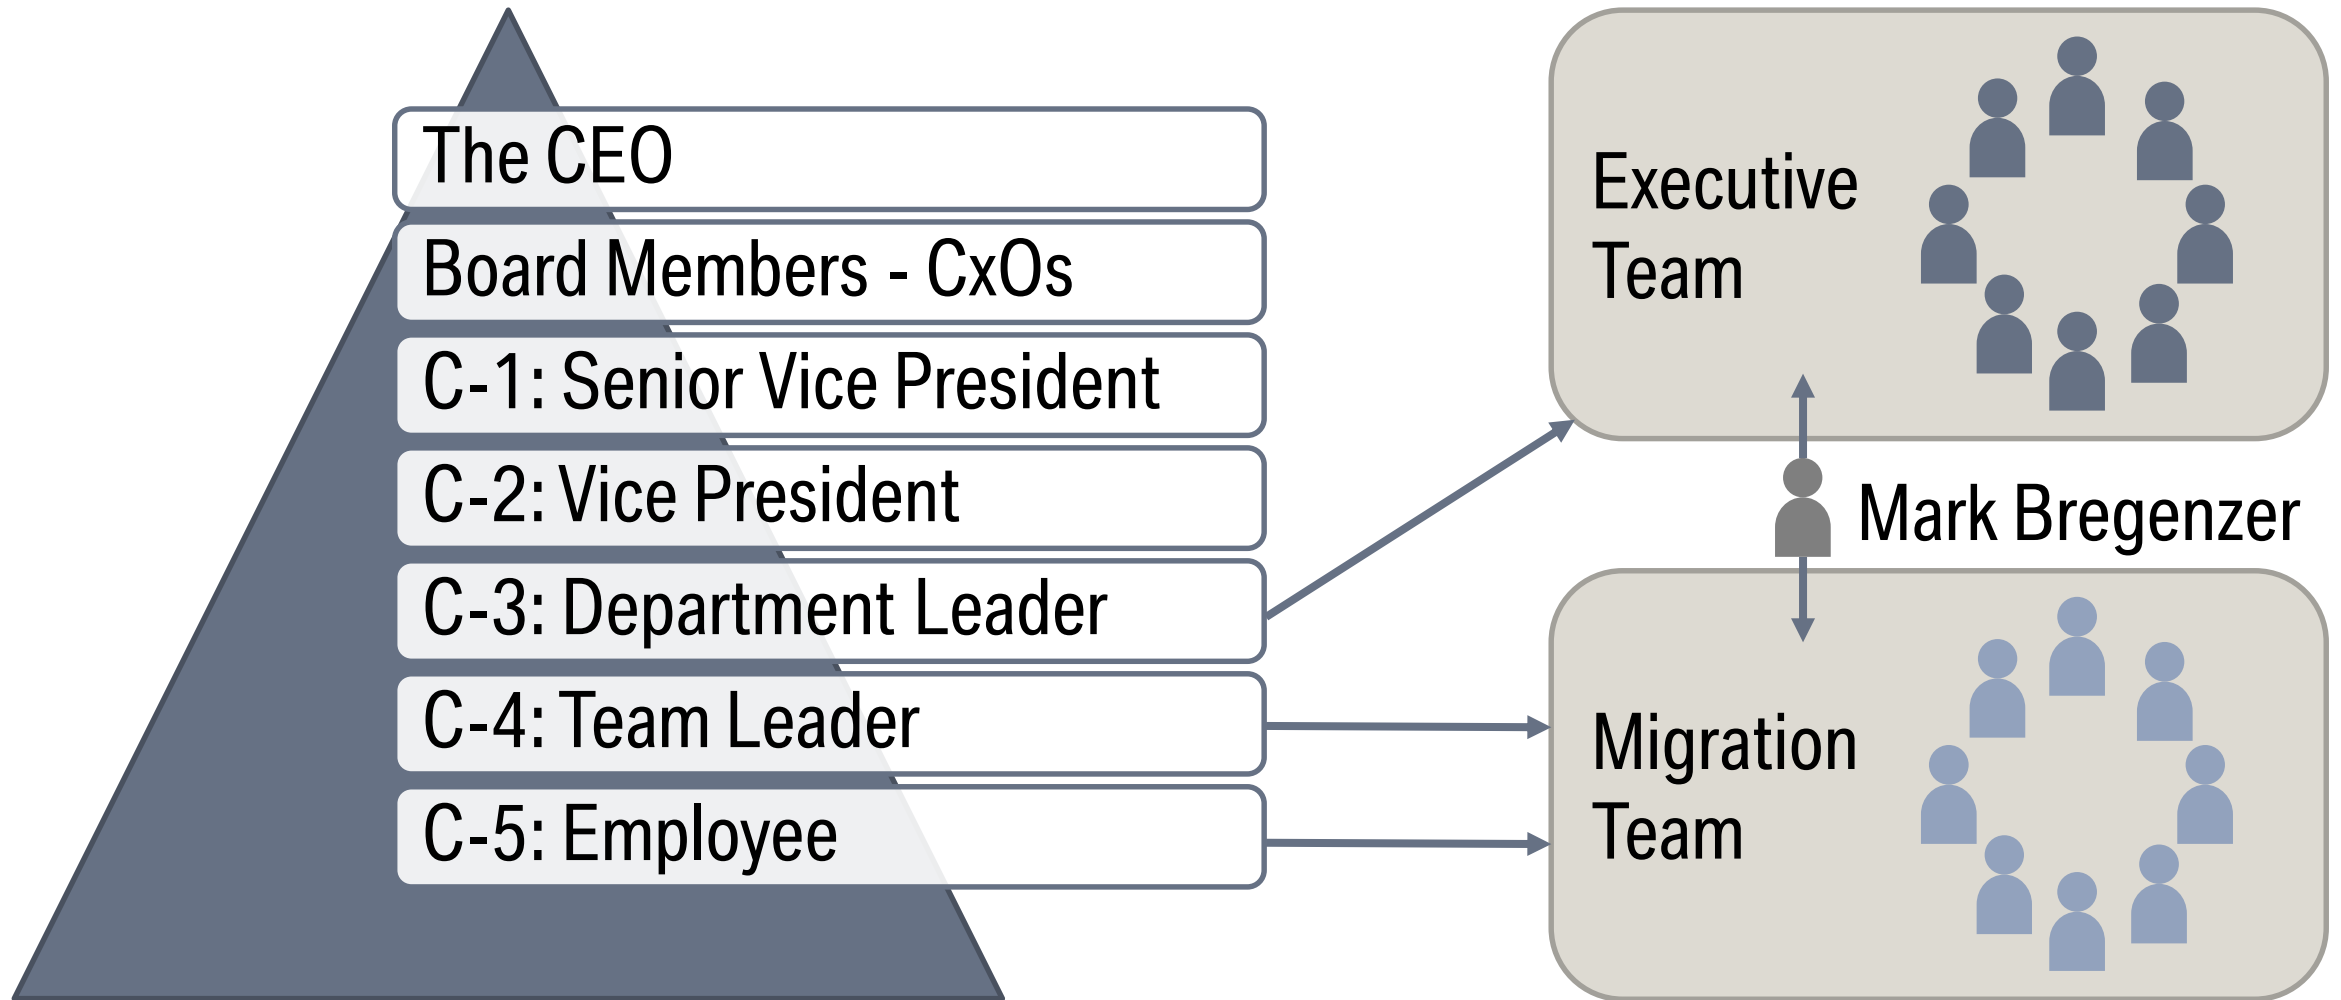 The CEO
Board Members - CxOs
C-1: Senior Vice President
C-2: Vice President
C-3: Department Leader
C-4: Team Leader
C-5: Employee
Executive
Team
Mark Bregenzer
Migration
Team